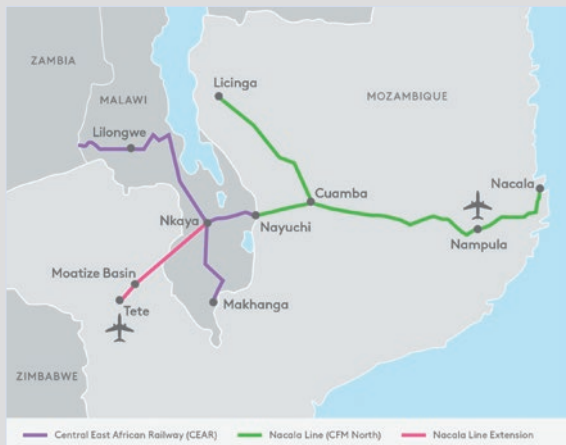 ZAMBIA
MALAWI
Lilongwe
Licinga
MOZAMBIQUE
Nacala
Cuamba
Nkaya
Nayuchi
Nampula
Moatize Basin
Tete
Makhanga
ZIMBABWE
Central East African Railway (CEAR)
Nacala Line (CFM North)
Nacala Line Extension